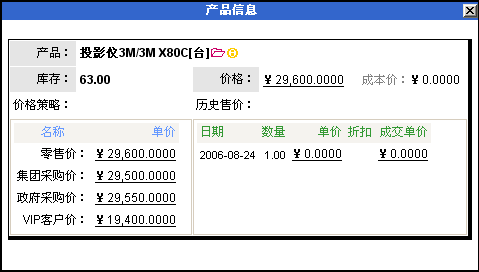 产品信息
产品： 投影仪3M/3M X80C[台]
库存： 63.00 价格： ¥ 29,600.0000 成本价： ¥ 0.0000
价格策略： 历史售价：
名称 单价 日期 数量 单价 折扣 成交单价
零售价： ¥ 29,600.0000 2006-08-24 1.00 ¥ 0.0000 ¥ 0.0000
集团采购价： ¥ 29,500.0000
政府采购价： ¥ 29,550.0000
VIP客户价： ¥ 19,400.0000